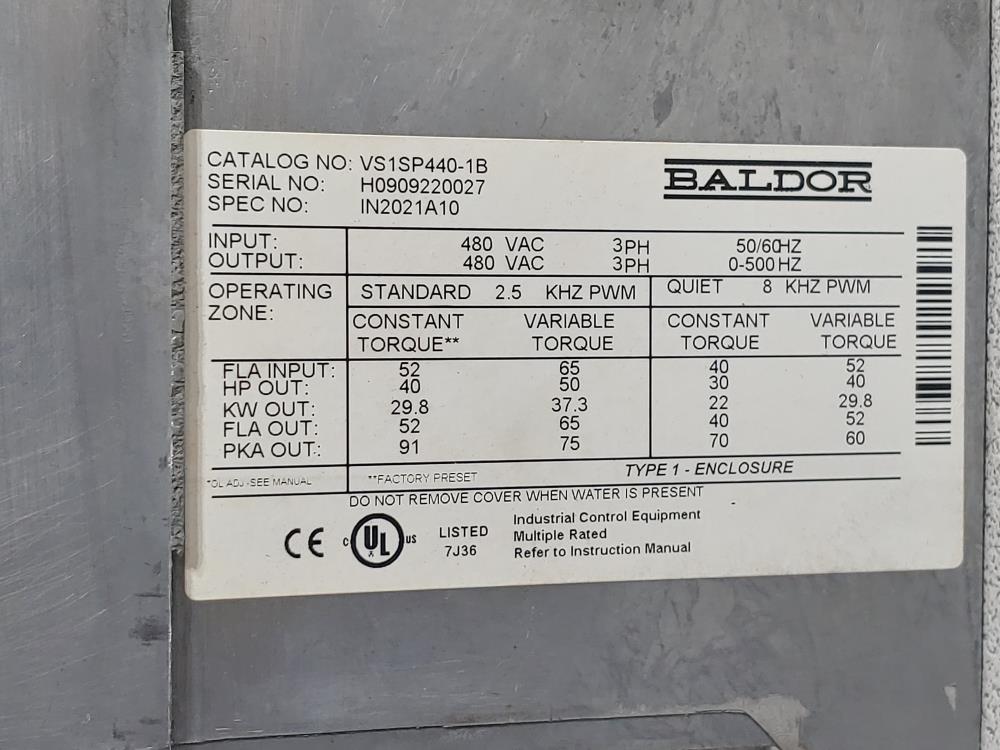 CATALOG NO: VS1SP440-1B
SERIAL NO: H0909220027
SPEC NO: IN2021A10
BALDOR
INPUT: 480 VAC 3PH 50/60HZ
OUTPUT: 480 VAC 3PH 0-500 HZ
OPERATING ZONE: STANDARD 2.5 KHZ PWM QUIET 8 KHZ PWM
CONSTANT VARIABLE CONSTANT VARIABLE
TORQUE** TORQUE TORQUE TORQUE
FLA INPUT: 52 65 40 52
HP OUT: 40 50 30 40
KW OUT: 29.8 37.3 22 29.8
FLA OUT: 52 65 40 52
PKA OUT: 91 75 70 60
*OL ADJ -SEE MANUAL **FACTORY PRESET TYPE 1 - ENCLOSURE
DO NOT REMOVE COVER WHEN WATER IS PRESENT
CE C UL US LISTED 7J36
Industrial Control Equipment
Multiple Rated
Refer to Instruction Manual